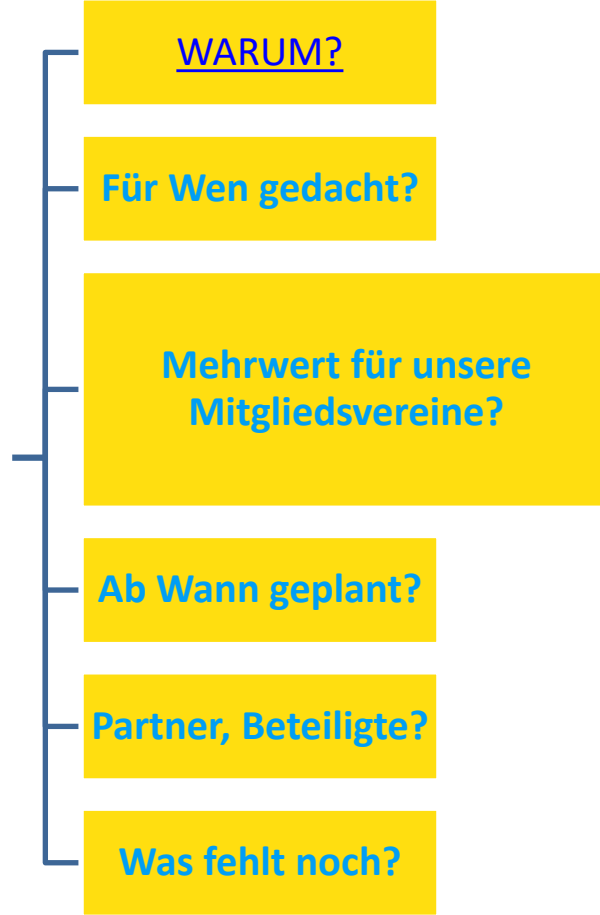 WARUM?
Für Wen gedacht?
Mehrwert für unsere
Mitgliedsvereine?
Ab Wann geplant?
Partner, Beteiligte?
Was fehlt noch?